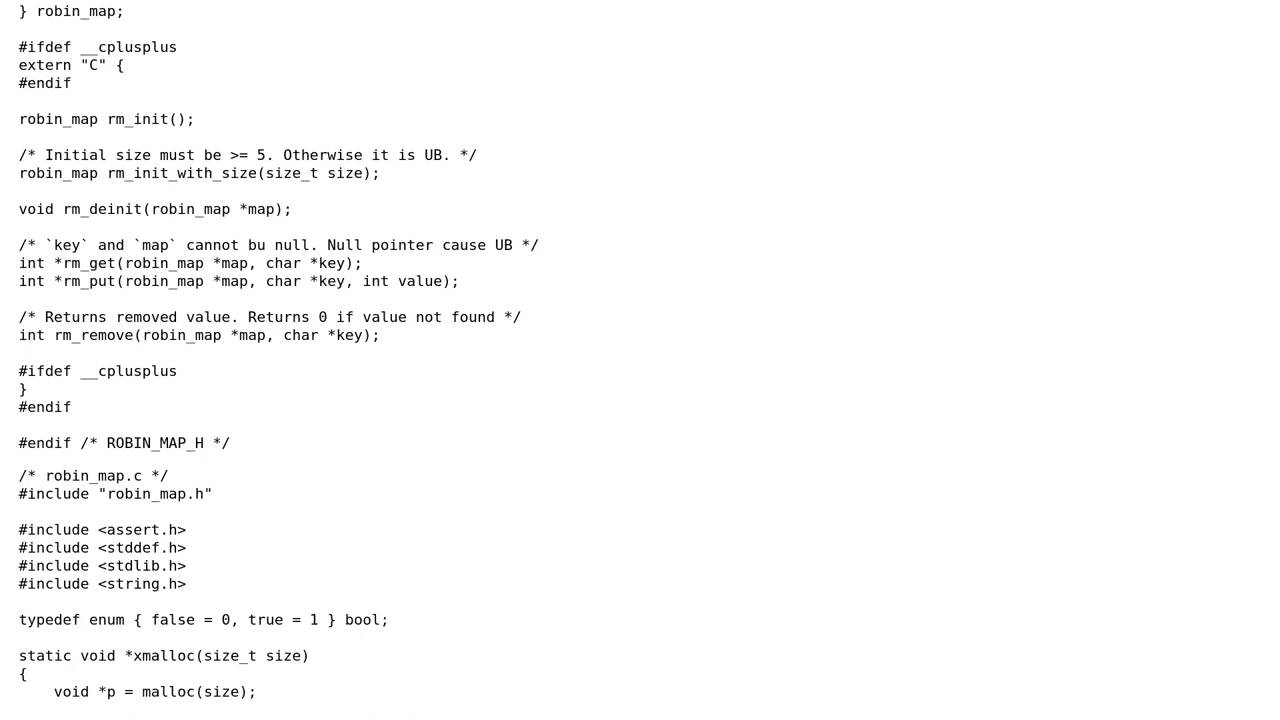 } robin_map;
#ifdef __cplusplus
extern "C" {
#endif
robin_map rm_init();
/* Initial size must be >= 5. Otherwise it is UB. */
robin_map rm_init_with_size(size_t size);
void rm_deinit(robin_map *map);
/* `key` and `map` cannot bu null. Null pointer cause UB */
int *rm_get(robin_map *map, char *key);
int *rm_put(robin_map *map, char *key, int value);
/* Returns removed value. Returns 0 if value not found */
int rm_remove(robin_map *map, char *key);
#ifdef __cplusplus
}
#endif
#endif /* ROBIN_MAP_H */
/* robin_map.c */
#include "robin_map.h"
#include <assert.h>
#include <stddef.h>
#include <stdlib.h>
#include <string.h>
typedef enum { false = 0, true = 1 } bool;
static void *xmalloc(size_t size)
{
    void *p = malloc(size);